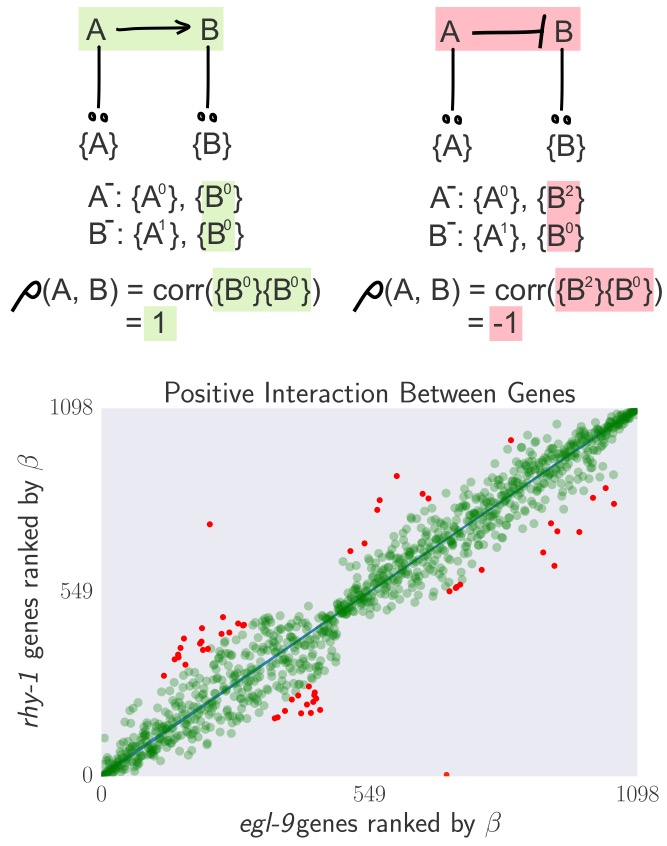 A B
{A} {B}
A⁻: {A⁰}, {B⁰}
B⁻: {A¹}, {B⁰}
ρ(A, B) = corr({B⁰}{B⁰})
= 1
A B
{A} {B}
A⁻: {A⁰}, {B²}
B⁻: {A¹}, {B⁰}
ρ(A, B) = corr({B²}{B⁰})
= -1
Positive Interaction Between Genes
1098
549
0
rhy-1 genes ranked by β
0 549 1098
egl-9genes ranked by β